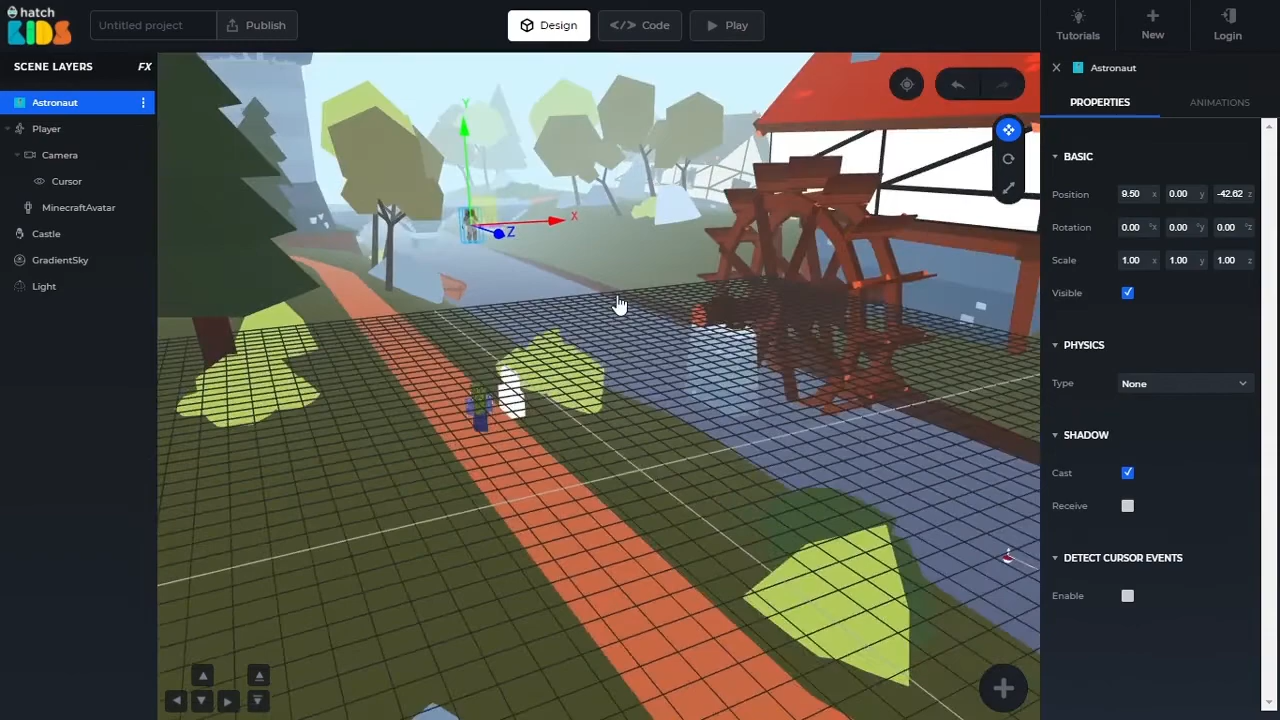 hatch
KIDS
Untitled project
Publish
Design
</> Code
Play
Tutorials
New
Login
SCENE LAYERS
FX
Astronaut
Player
Camera
Cursor
MinecraftAvatar
Castle
GradientSky
Light
Y
X
Z
Astronaut
PROPERTIES
ANIMATIONS
BASIC
Position 9.50 x 0.00 y -42.62 z
Rotation 0.00 °x 0.00 °y 0.00 °z
Scale 1.00 x 1.00 y 1.00 z
Visible
PHYSICS
Type None
SHADOW
Cast
Receive
DETECT CURSOR EVENTS
Enable